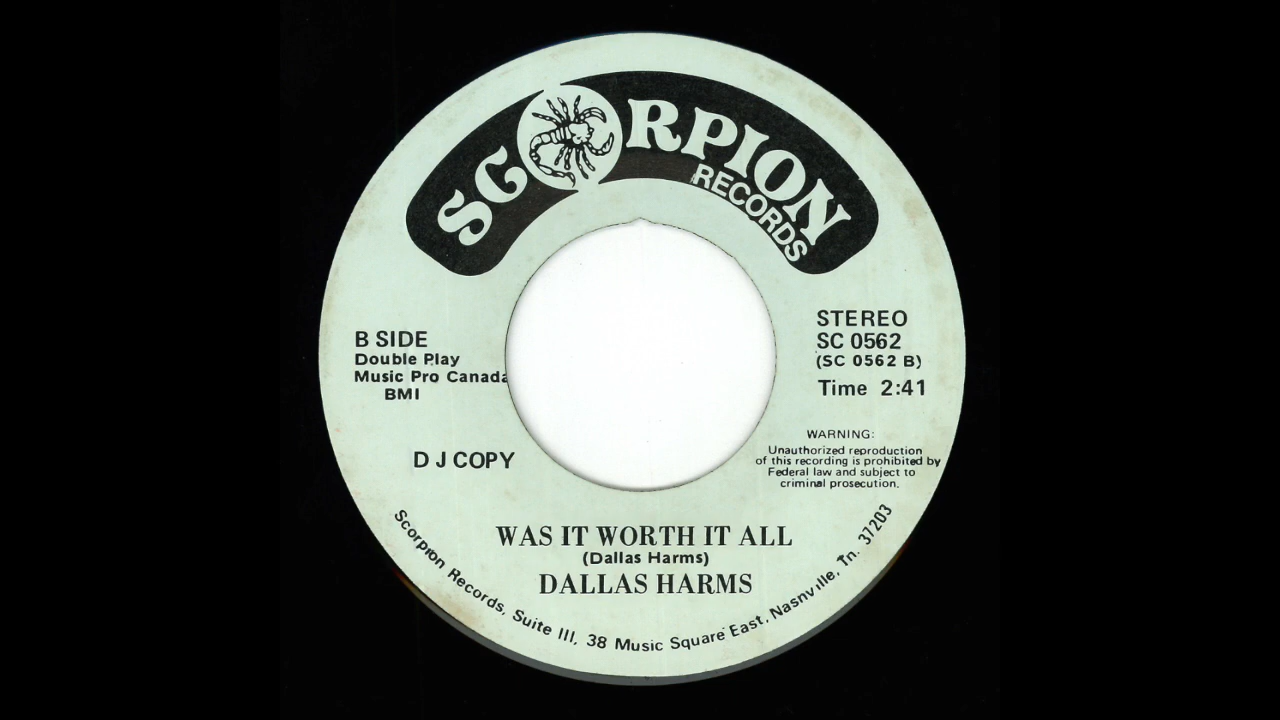 SCORPION
RECORDS
B SIDE
Double Play
Music Pro Canada
BMI
D J COPY
STEREO
SC 0562
(SC 0562 B)
Time 2:41
WARNING:
Unauthorized reproduction
of this recording is prohibited by
Federal law and subject to
criminal prosecution.
WAS IT WORTH IT ALL
(Dallas Harms)
DALLAS HARMS
Scorpion Records, Suite III, 38 Music Square East, Nasnville, Tn. 37203